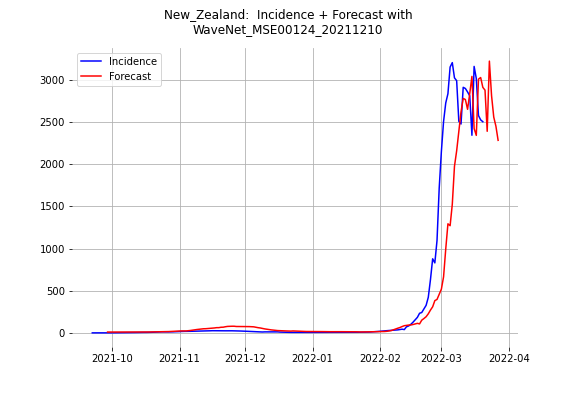 New_Zealand:  Incidence + Forecast with
WaveNet_MSE00124_20211210
Incidence
Forecast
3000
2500
2000
1500
1000
500
0
2021-10 2021-11 2021-12 2022-01 2022-02 2022-03 2022-04